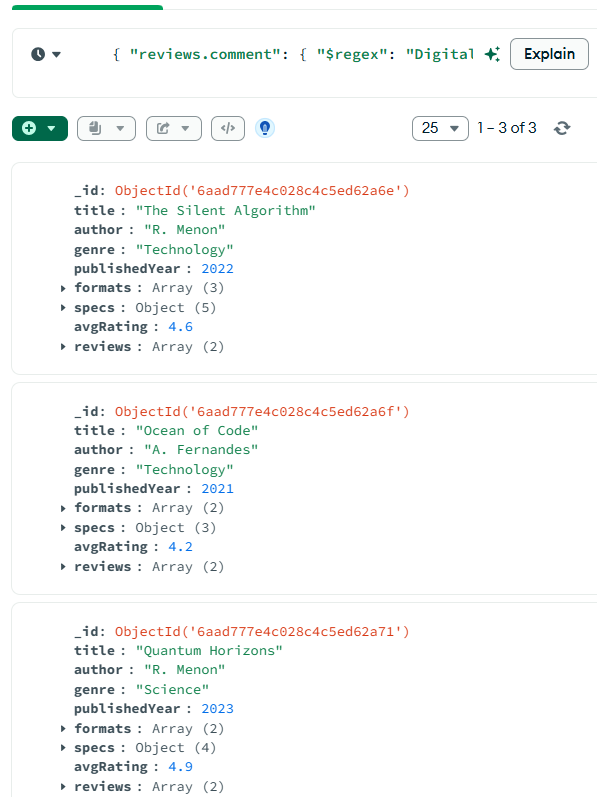 { "reviews.comment": { "$regex": "Digital
Explain
25
1 – 3 of 3
_id: ObjectId('6aad777e4c028c4c5ed62a6e')
title : "The Silent Algorithm"
author : "R. Menon"
genre : "Technology"
publishedYear : 2022
formats : Array (3)
specs : Object (5)
avgRating : 4.6
reviews : Array (2)
_id: ObjectId('6aad777e4c028c4c5ed62a6f')
title : "Ocean of Code"
author : "A. Fernandes"
genre : "Technology"
publishedYear : 2021
formats : Array (2)
specs : Object (3)
avgRating : 4.2
reviews : Array (2)
_id: ObjectId('6aad777e4c028c4c5ed62a71')
title : "Quantum Horizons"
author : "R. Menon"
genre : "Science"
publishedYear : 2023
formats : Array (2)
specs : Object (4)
avgRating : 4.9
reviews : Array (2)